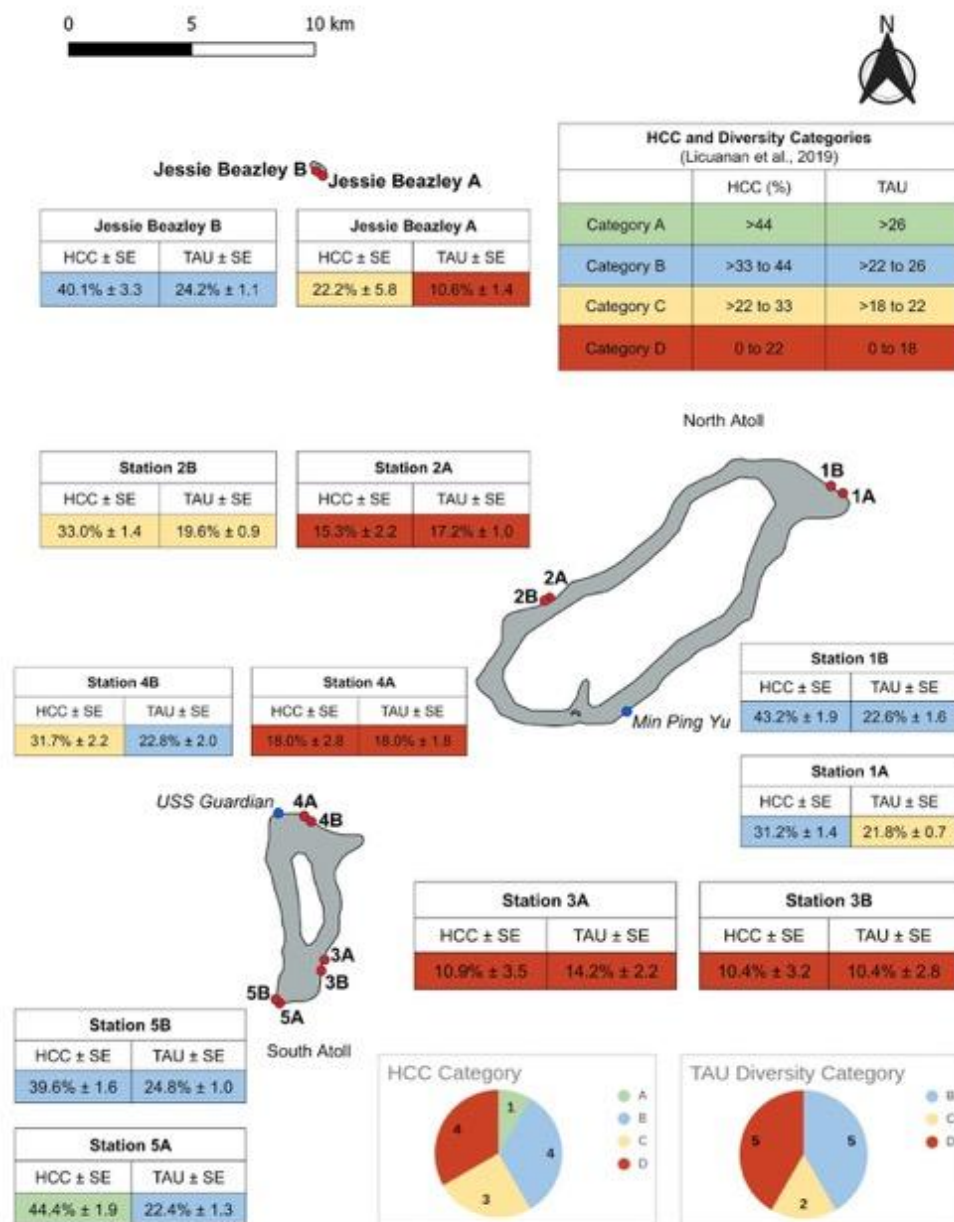 0 5 10 km
N
HCC and Diversity Categories
(Licuanan et al., 2019)
HCC (%) TAU
Category A >44 >26
Category B >33 to 44 >22 to 26
Category C >22 to 33 >18 to 22
Category D 0 to 22 0 to 18
Jessie Beazley B
Jessie Beazley A
Jessie Beazley B
HCC ± SE TAU ± SE
40.1% ± 3.3 24.2% ± 1.1
Jessie Beazley A
HCC ± SE TAU ± SE
22.2% ± 5.8 10.6% ± 1.4
North Atoll
1B
1A
2A
2B
Min Ping Yu
Station 2B
HCC ± SE TAU ± SE
33.0% ± 1.4 19.6% ± 0.9
Station 2A
HCC ± SE TAU ± SE
15.3% ± 2.2 17.2% ± 1.0
Station 4B
HCC ± SE TAU ± SE
31.7% ± 2.2 22.8% ± 2.0
Station 4A
HCC ± SE TAU ± SE
18.0% ± 2.8 18.0% ± 1.8
Station 1B
HCC ± SE TAU ± SE
43.2% ± 1.9 22.6% ± 1.6
Station 1A
HCC ± SE TAU ± SE
31.2% ± 1.4 21.8% ± 0.7
USS Guardian
4A
4B
3A
3B
5B
5A
South Atoll
Station 3A
HCC ± SE TAU ± SE
10.9% ± 3.5 14.2% ± 2.2
Station 3B
HCC ± SE TAU ± SE
10.4% ± 3.2 10.4% ± 2.8
Station 5B
HCC ± SE TAU ± SE
39.6% ± 1.6 24.8% ± 1.0
Station 5A
HCC ± SE TAU ± SE
44.4% ± 1.9 22.4% ± 1.3
HCC Category
1
4
3
4
A
B
C
D
TAU Diversity Category
5
2
5
B
C
D